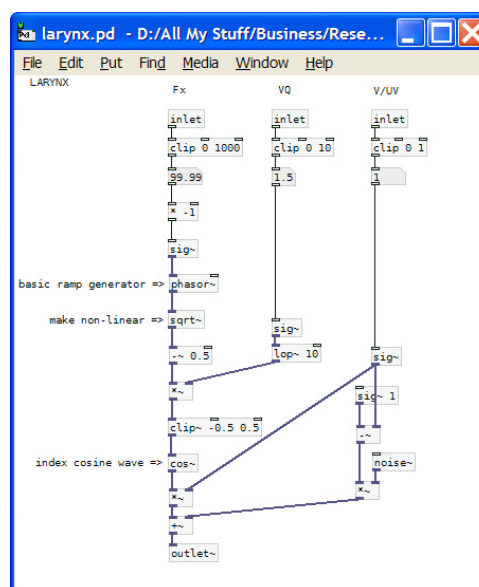 larynx.pd - D:/All My Stuff/Business/Rese...
File Edit Put Find Media Window Help
LARYNX
Fx VQ V/UV
inlet inlet inlet
clip 0 1000 clip 0 10 clip 0 1
99.99 1.5 1
* -1
sig~
basic ramp generator => phasor~
make non-linear => sqrt~
sig~
-~ 0.5 lop~ 10 sig~
*~
sig~ 1
clip~ -0.5 0.5
-~
index cosine wave => cos~ noise~
*~ *~
+~
outlet~